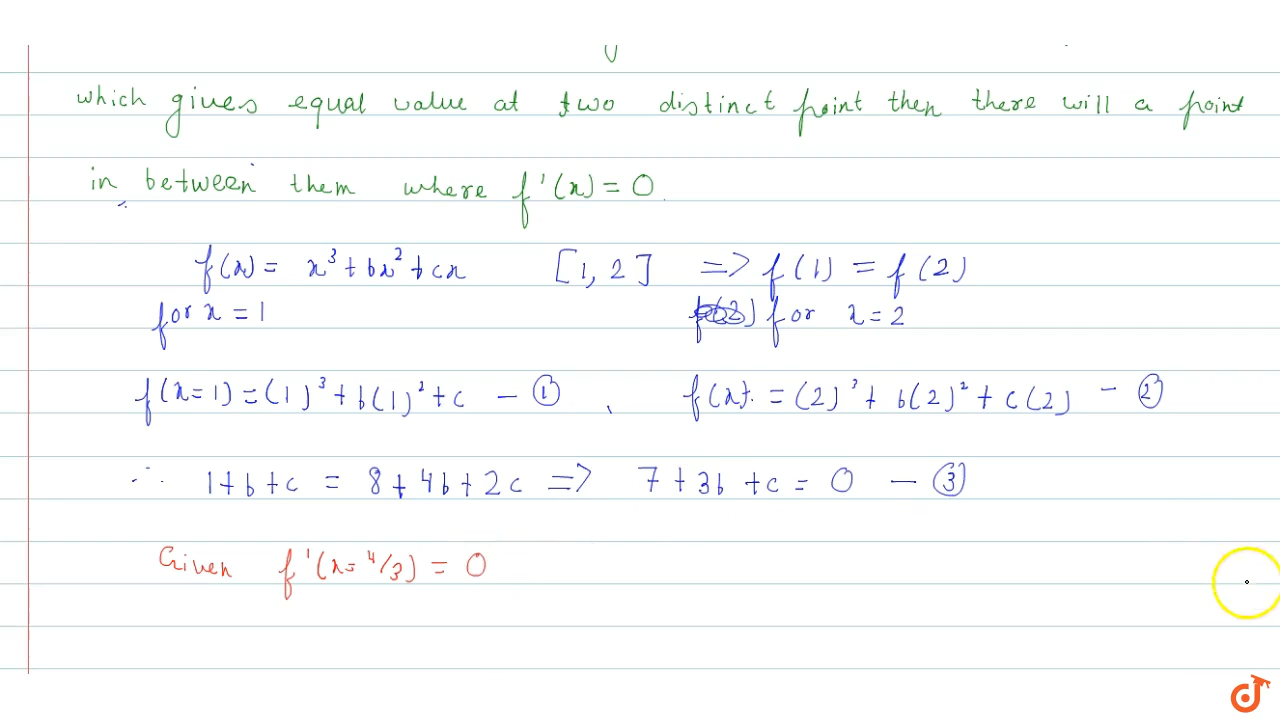 which gives equal value at two distinct point then there will a point
in between them where f'(x) = 0.
f(x) = x³ + bx² + cx [1, 2] => f(1) = f(2)
for x = 1 for x = 2
f(x=1) = (1)³ + b(1)² + c - ① , f(x). = (2)³ + b(2)² + c(2) - ②
∴ 1+b+c = 8+4b+2c => 7+3b+c = 0 - ③
Given f'(x=4/3) = 0